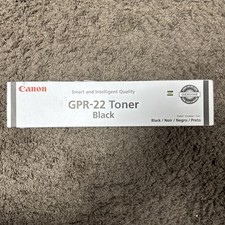 Canon
Smart and Intelligent Quality
GPR-22 Toner
Black
Black / Noir / Negro / Preto